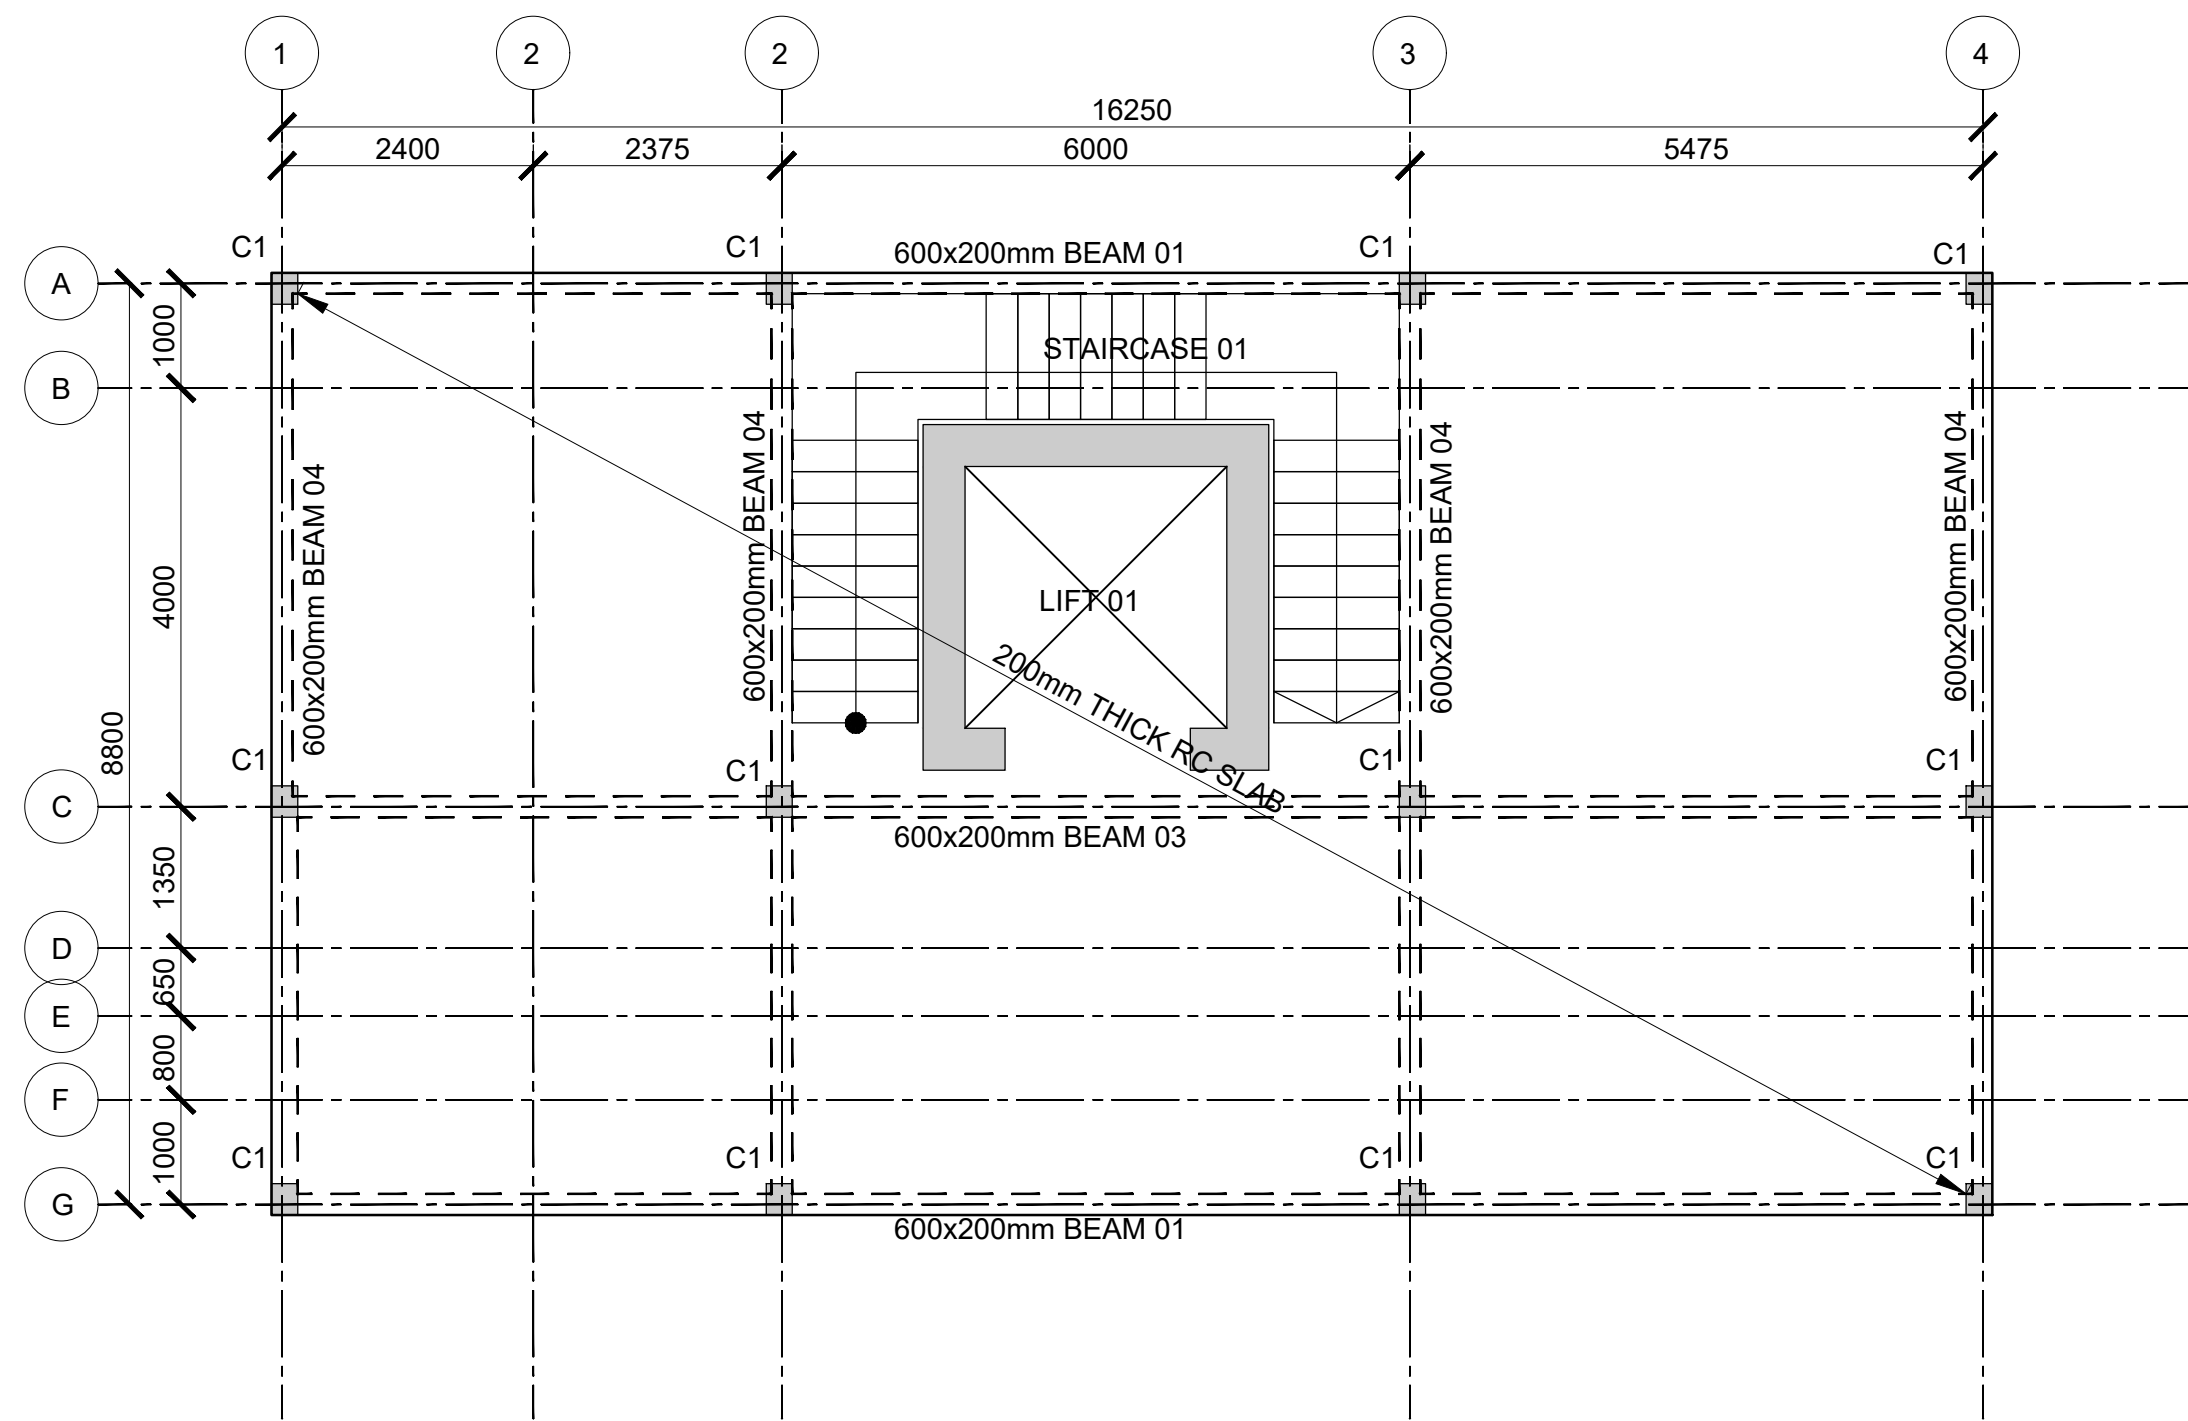 1
2
2
3
4
16250
2400
2375
6000
5475
C1
C1
600x200mm BEAM 01
C1
C1
A
1000
STAIRCASE 01
B
600x200mm BEAM 04
600x200mm BEAM 04
600x200mm BEAM 04
600x200mm BEAM 04
4000
LIFT 01
200mm THICK RC SLAB
8800
C1
C1
C1
C1
C
600x200mm BEAM 03
1350
D
650
E
800
F
1000
C1
C1
C1
C1
G
600x200mm BEAM 01